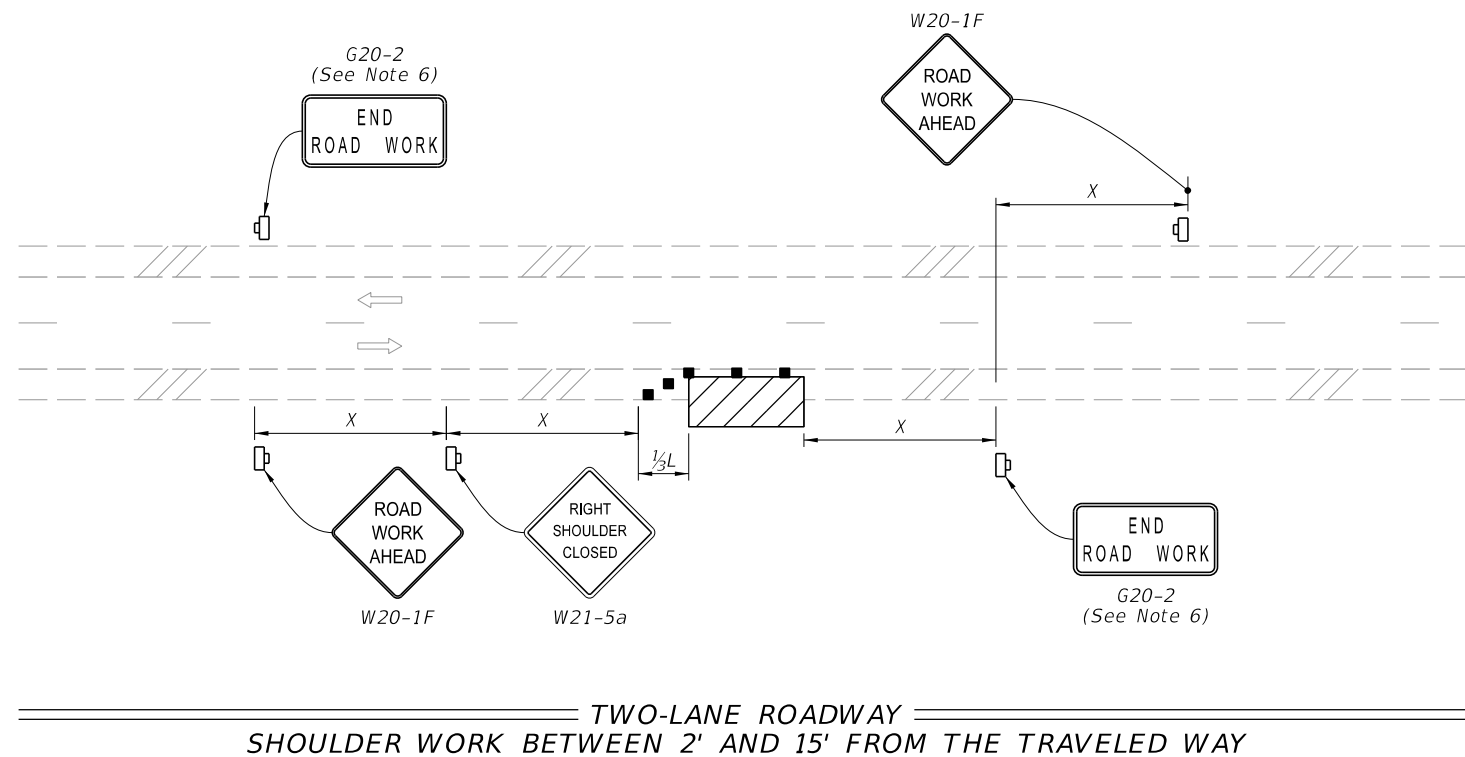 W20-1F
ROAD
WORK
AHEAD
G20-2
(See Note 6)
END
ROAD WORK
X
X
X
X
⅓L
ROAD
WORK
AHEAD
W20-1F
RIGHT
SHOULDER
CLOSED
W21-5a
END
ROAD WORK
G20-2
(See Note 6)
TWO-LANE ROADWAY
SHOULDER WORK BETWEEN 2' AND 15' FROM THE TRAVELED WAY